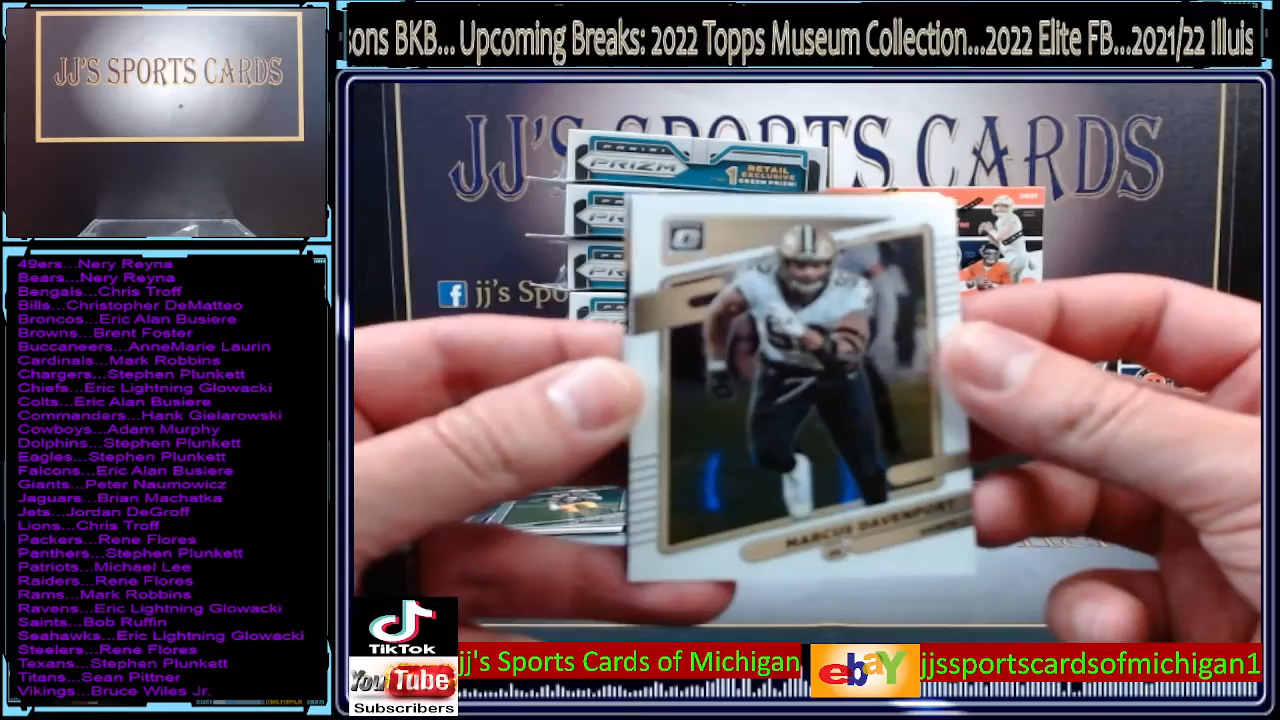 sons BKB... Upcoming Breaks: 2022 Topps Museum Collection...2022 Elite FB...2021/22 Illuis
JJ'S SPORTS CARDS
JJ'S SPORTS CARDS
PANINI
PRIZM
1 RETAIL
EXCLUSIVE
jj's Spo
MARCUS DAVENPORT
49ers...Nery Reyna
Bears...Nery Reyna
Bengals...Chris Troff
Bills...Christopher DeMatteo
Broncos...Eric Alan Busiere
Browns...Brent Foster
Buccaneers...AnneMarie Laurin
Cardinals...Mark Robbins
Chargers...Stephen Plunkett
Chiefs...Eric Lightning Glowacki
Colts...Eric Alan Busiere
Commanders...Hank Gielarowski
Cowboys...Adam Murphy
Dolphins...Stephen Plunkett
Eagles...Stephen Plunkett
Falcons...Eric Alan Busiere
Giants...Peter Naumowicz
Jaguars...Brian Machatka
Jets...Jordan DeGroff
Lions...Chris Troff
Packers...Rene Flores
Panthers...Stephen Plunkett
Patriots...Michael Lee
Raiders...Rene Flores
Rams...Mark Robbins
Ravens...Eric Lightning Glowacki
Saints...Bob Ruffin
Seahawks...Eric Lightning Glowacki
Steelers...Rene Flores
Texans...Stephen Plunkett
Titans...Sean Pittner
Vikings...Bruce Wiles Jr.
TikTok
YouTube
Subscribers
jj's Sports Cards of Michigan
ebay
jjssportscardsofmichigan1